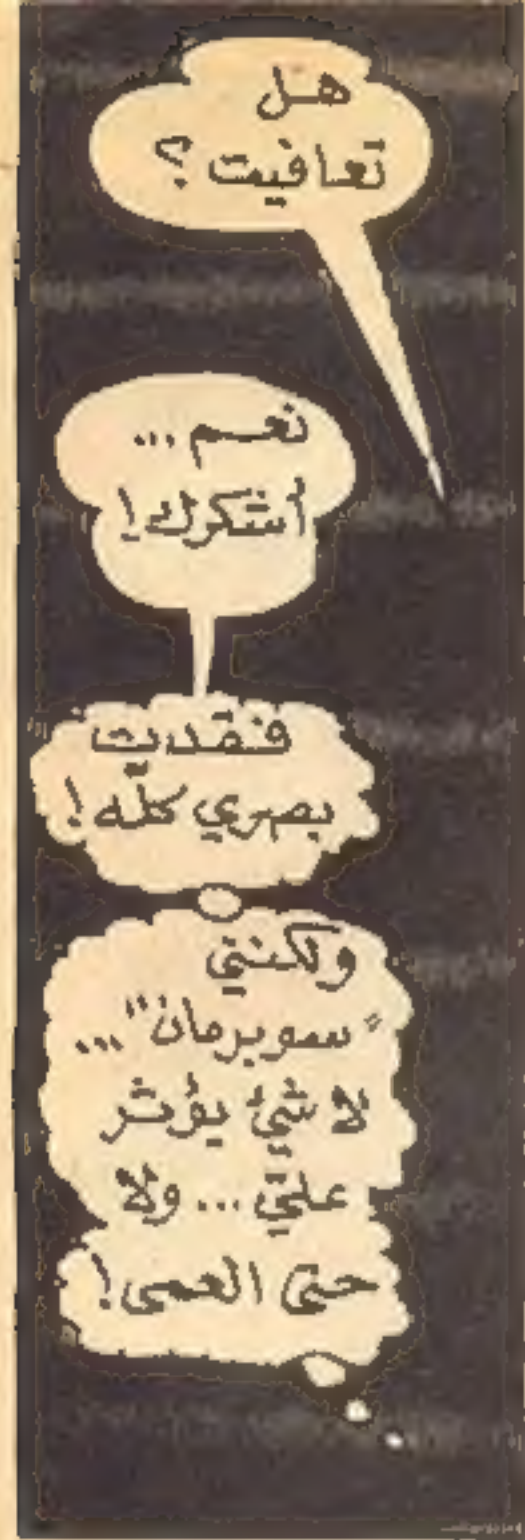 هل
تعافيت ؟
نعم ...
أشكرك !
فقدت
بصري كله !
ولكنني
"سوبرمان" ...
لا شيء يؤثر
علي ... ولا
حتى العمى !